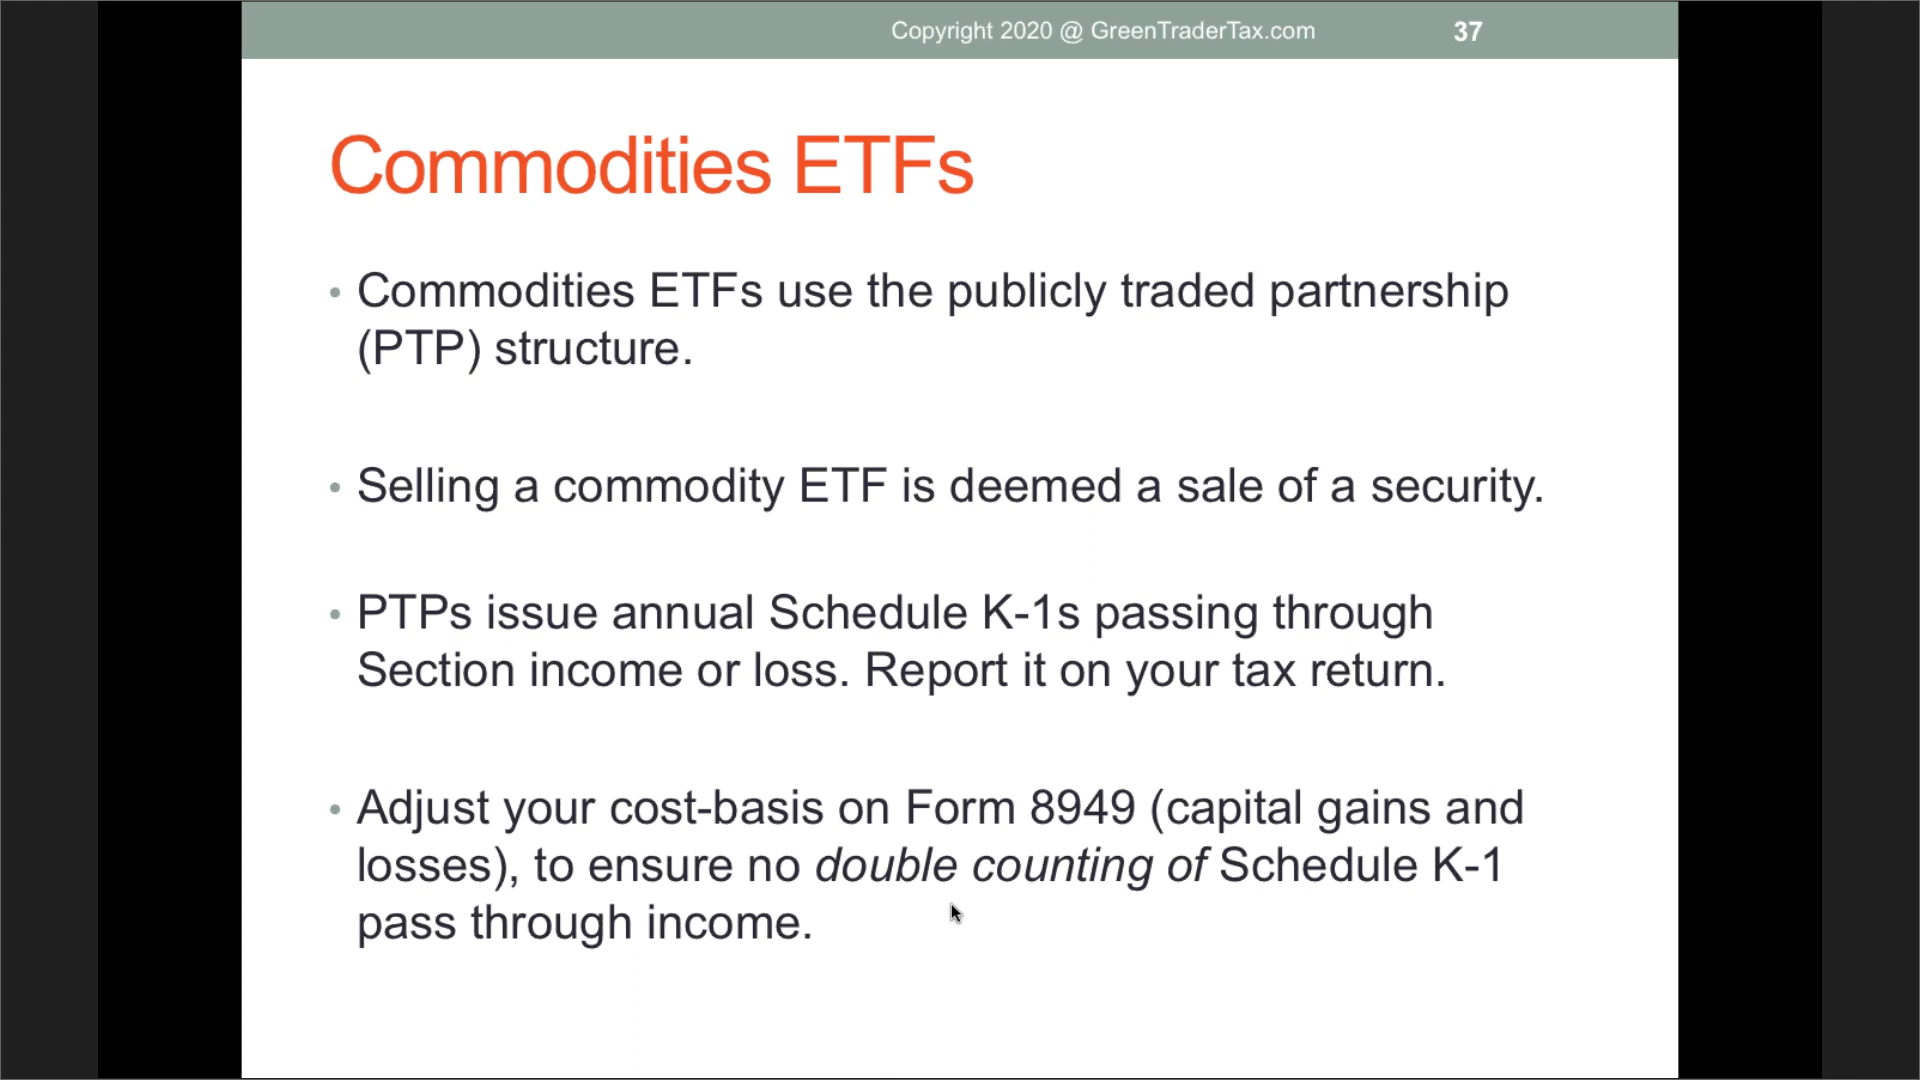 Copyright 2020 @ GreenTraderTax.com 37
Commodities ETFs
• Commodities ETFs use the publicly traded partnership
(PTP) structure.
• Selling a commodity ETF is deemed a sale of a security.
• PTPs issue annual Schedule K-1s passing through
Section income or loss. Report it on your tax return.
• Adjust your cost-basis on Form 8949 (capital gains and
losses), to ensure no double counting of Schedule K-1
pass through income.